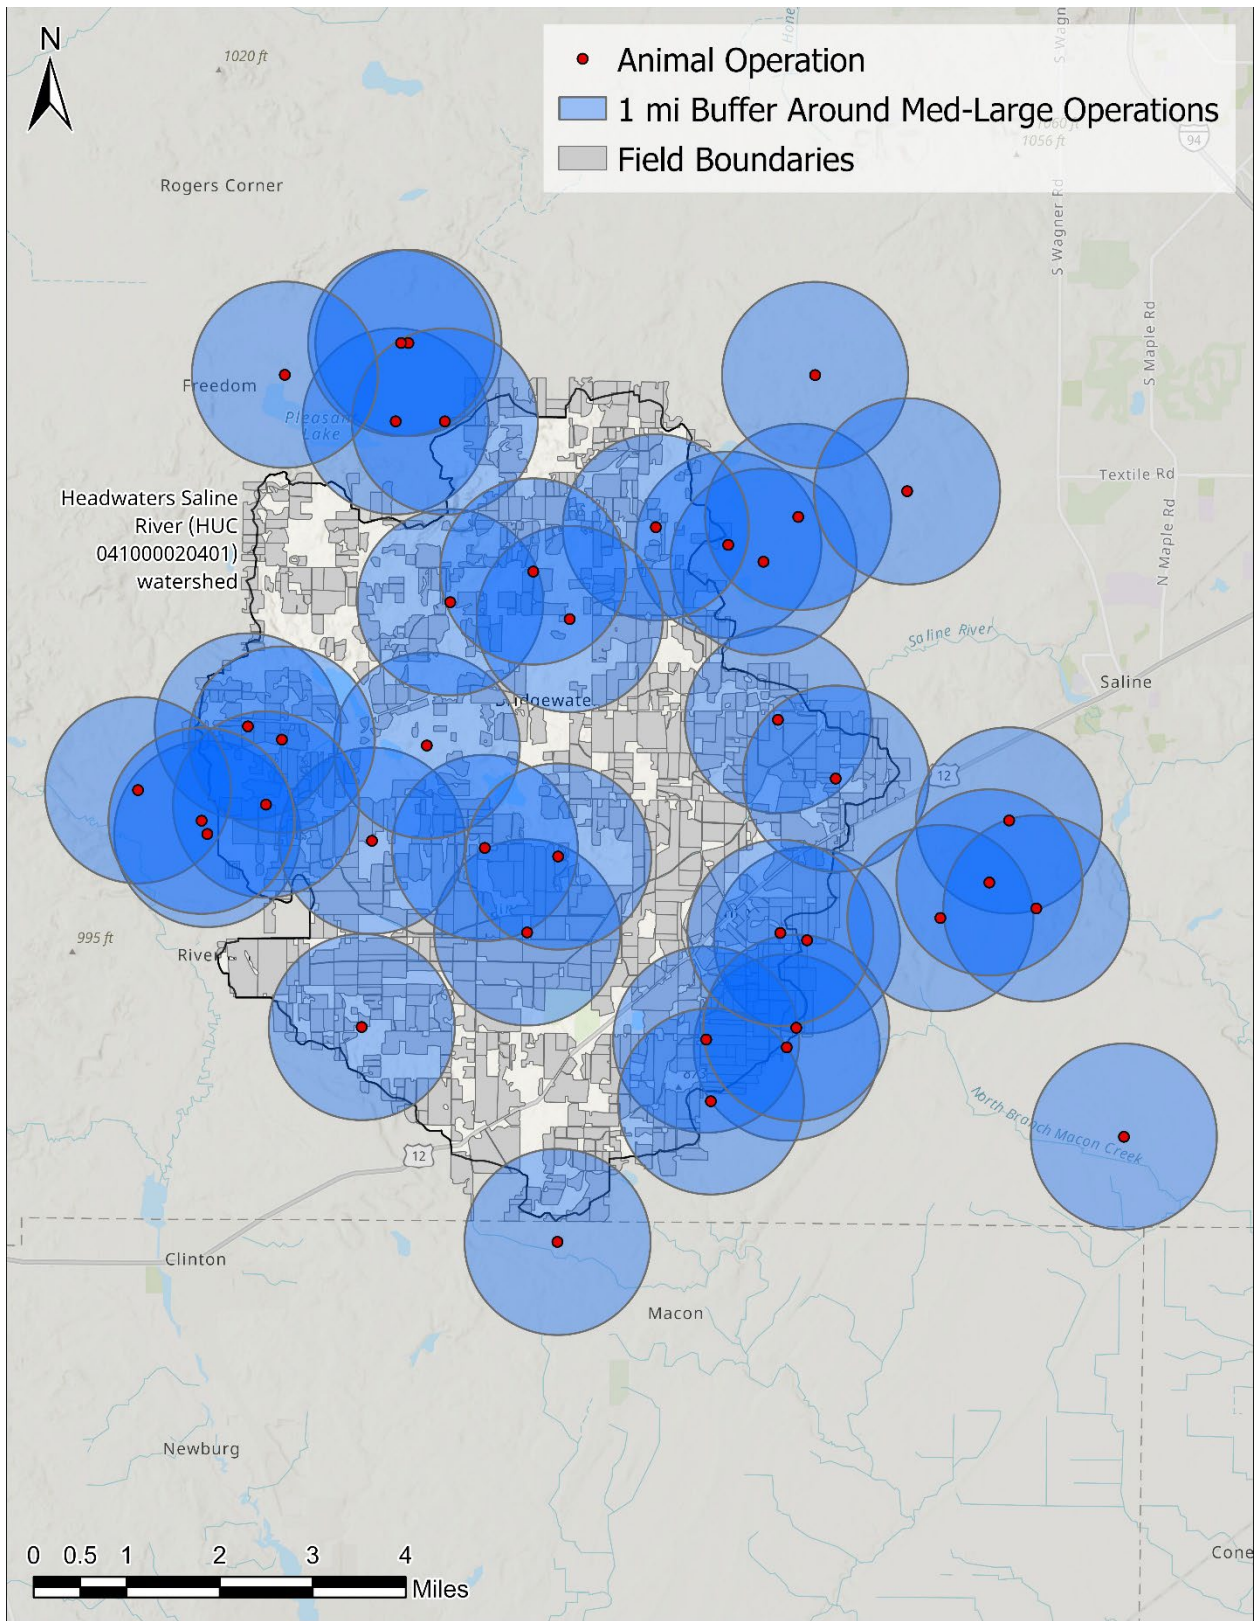 N
1020 ft
Animal Operation
1 mi Buffer Around Med-Large Operations
Field Boundaries
1056 ft
94
Rogers Corner
S Wagner Rd
S Maple Rd
Freedom
Pleasant
Lake
Textile Rd
N Maple Rd
Headwaters Saline
River (HUC
041000020401)
watershed
Saline River
Saline
Bridgewate
12
995 ft
River
673
North Branch Macon Creek
12
Clinton
Macon
Newburg
0 0.5 1 2 3 4
Miles
Cone